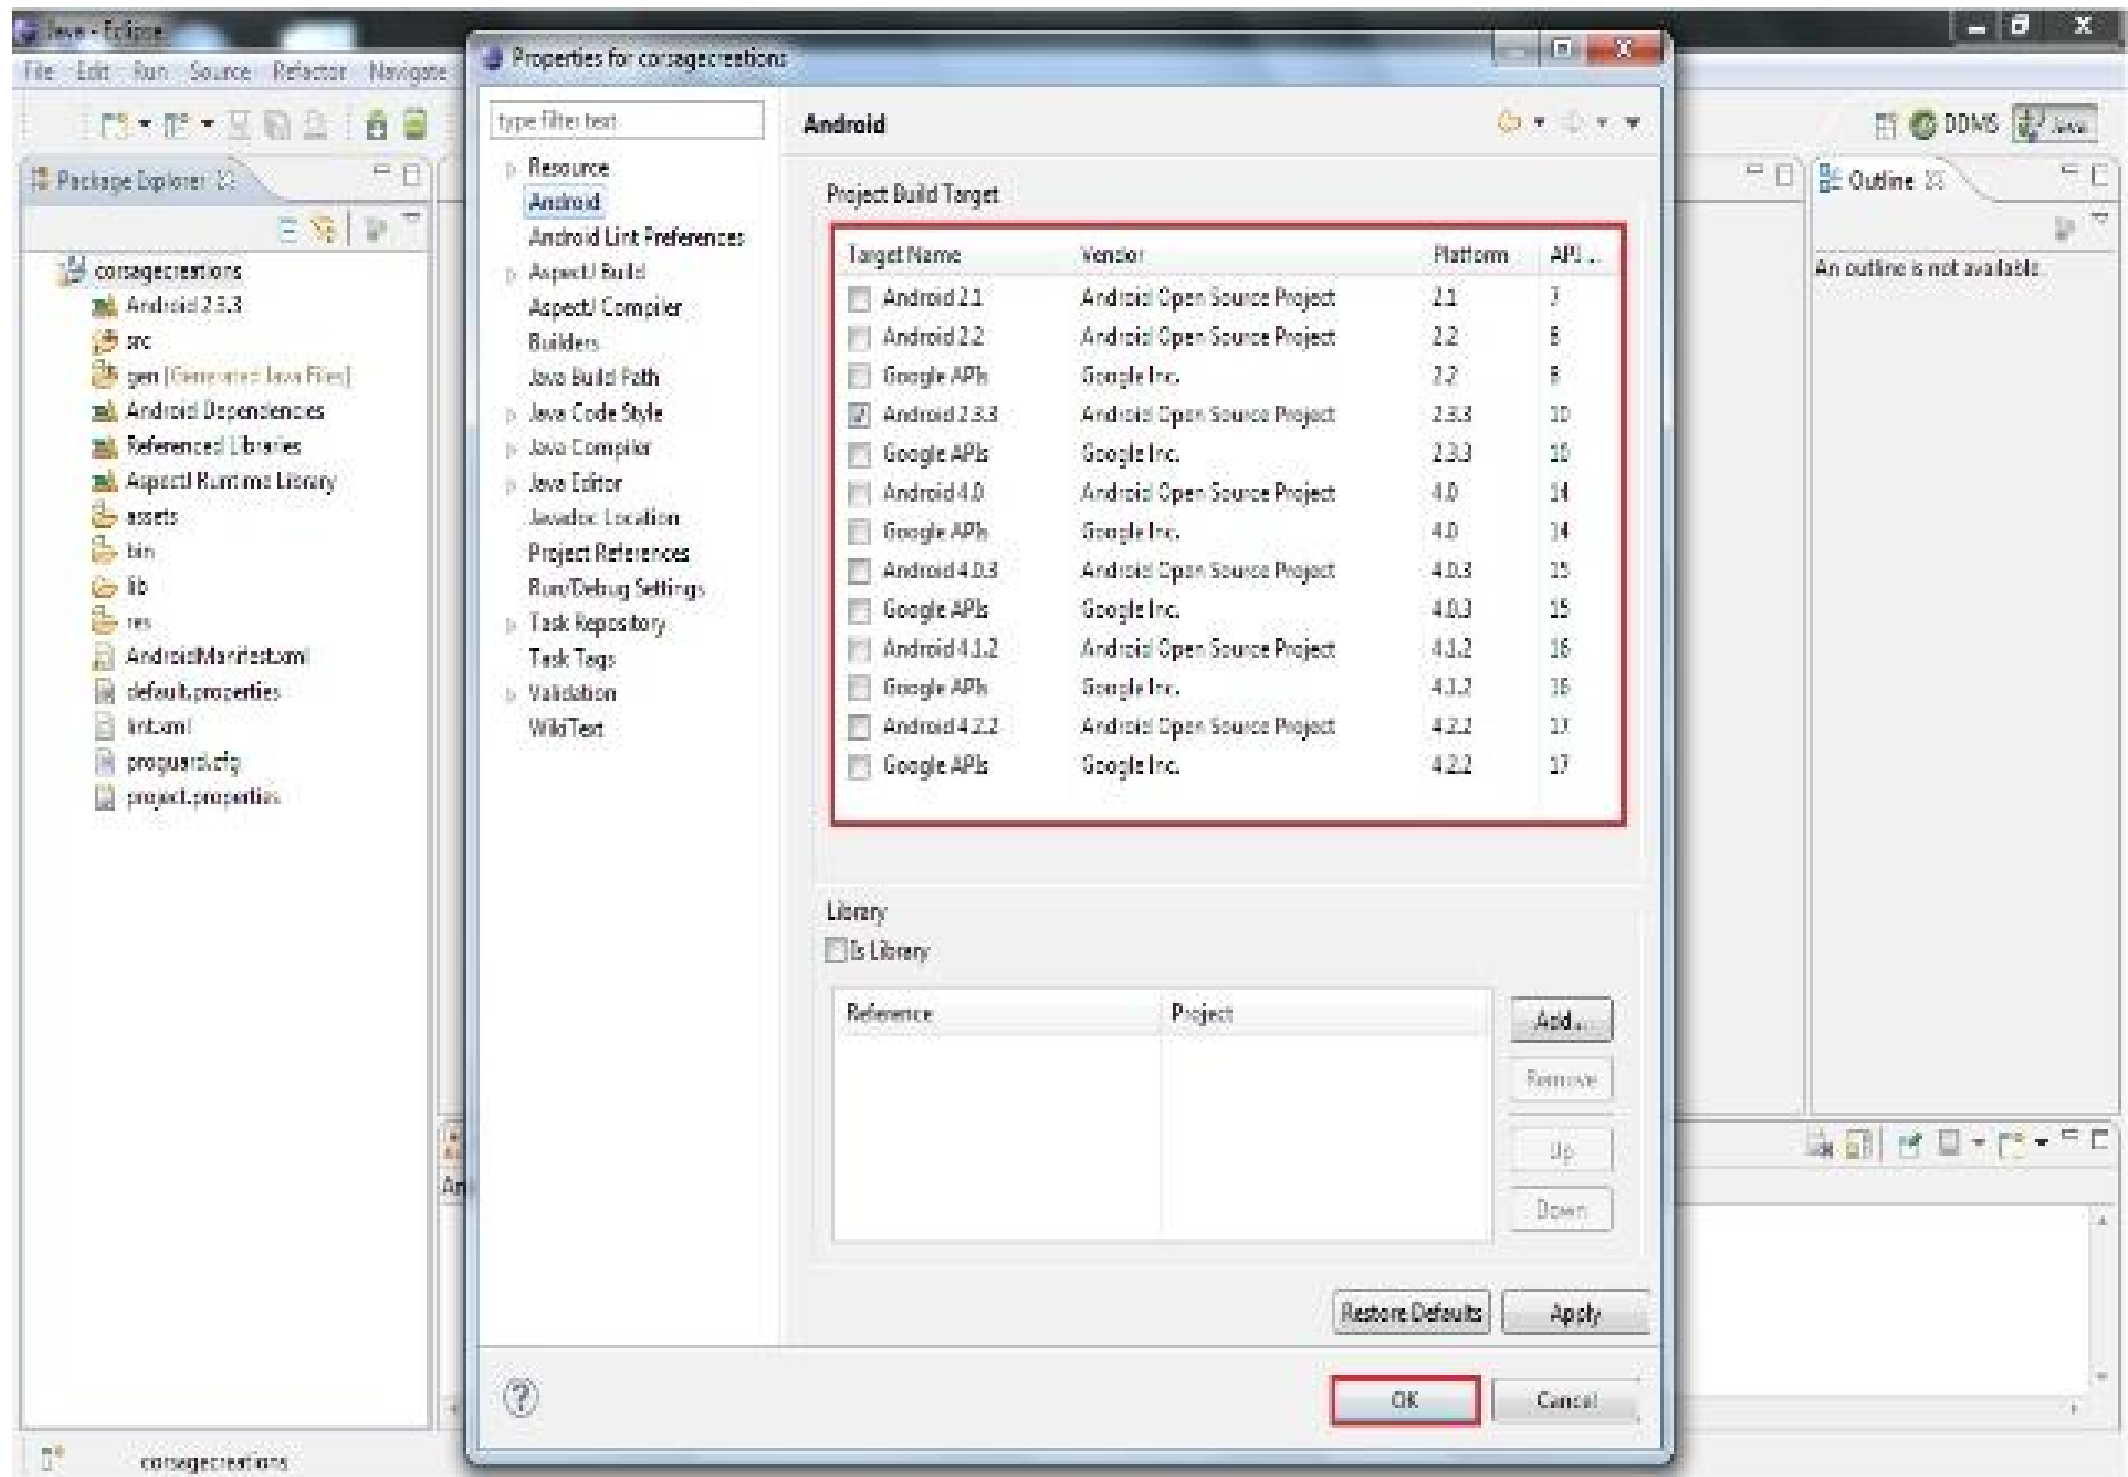 Java - Eclipse
File Edit Run Source Refactor Navigate
DDMS Java
Package Explorer
corsagecreations
Android 2.3.3
src
gen [Generated Java Files]
Android Dependencies
Referenced Libraries
AspectJ Runtime Library
assets
bin
lib
res
AndroidManifest.xml
default.properties
lint.xml
proguard.cfg
project.properties
Properties for corsagecreations
type filter text
Resource
Android
Android Lint Preferences
AspectJ Build
AspectJ Compiler
Builders
Java Build Path
Java Code Style
Java Compiler
Java Editor
Javadoc Location
Project References
Run/Debug Settings
Task Repository
Task Tags
Validation
WikiText
Android
Project Build Target
Target Name Vendor Platform API ...
Android 2.1 Android Open Source Project 2.1 7
Android 2.2 Android Open Source Project 2.2 8
Google APIs Google Inc. 2.2 8
Android 2.3.3 Android Open Source Project 2.3.3 10
Google APIs Google Inc. 2.3.3 10
Android 4.0 Android Open Source Project 4.0 14
Google APIs Google Inc. 4.0 14
Android 4.0.3 Android Open Source Project 4.0.3 15
Google APIs Google Inc. 4.0.3 15
Android 4.1.2 Android Open Source Project 4.1.2 16
Google APIs Google Inc. 4.1.2 16
Android 4.2.2 Android Open Source Project 4.2.2 17
Google APIs Google Inc. 4.2.2 17
Library
Is Library
Reference Project
Add...
Remove
Up
Down
Restore Defaults Apply
OK Cancel
Outline
An outline is not available.
An
corsagecreations